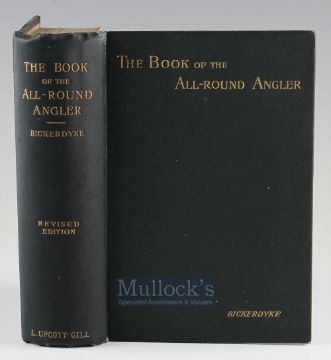 THE BOOK
OF THE
ALL-ROUND
ANGLER
BICKERDYKE
REVISED
EDITION
L. UPCOTT GILL
THE BOOK OF THE
ALL-ROUND ANGLER
BICKERDYKE
Mullock's
Specialist Auctioneers & Valuers